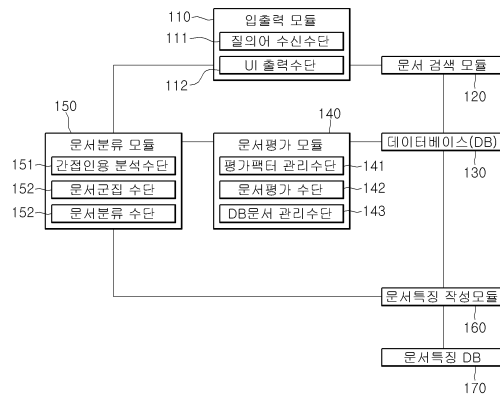 110
입출력 모듈
111
질의어 수신수단
112
UI 출력수단
문서 검색 모듈
120
150
문서분류 모듈
151
간접인용 분석수단
152
문서군집 수단
152
문서분류 수단
140
문서평가 모듈
평가팩터 관리수단
141
문서평가 수단
142
DB문서 관리수단
143
데이터베이스(DB)
130
문서특징 작성모듈
160
문서특징 DB
170